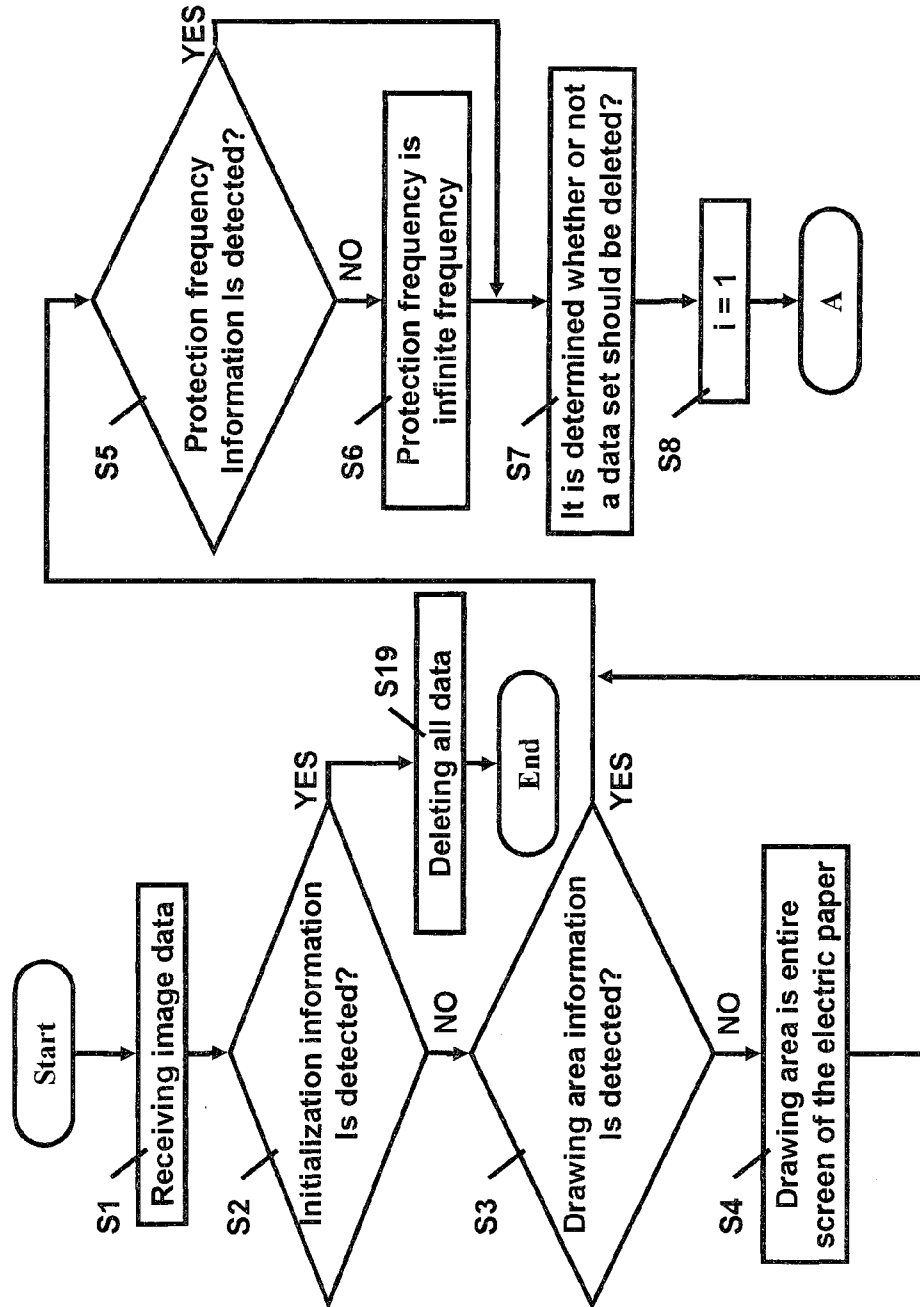 Start
S1
Receiving image data
S2
Initialization information
Is detected?
YES
NO
S19
Deleting all data
End
S3
Drawing area information
Is detected?
YES
NO
S4
Drawing area is entire
screen of the electric paper
S5
Protection frequency
Information Is detected?
YES
NO
S6
Protection frequency is
infinite frequency
S7
It is determined whether or not
a data set should be deleted?
S8
i = 1
A